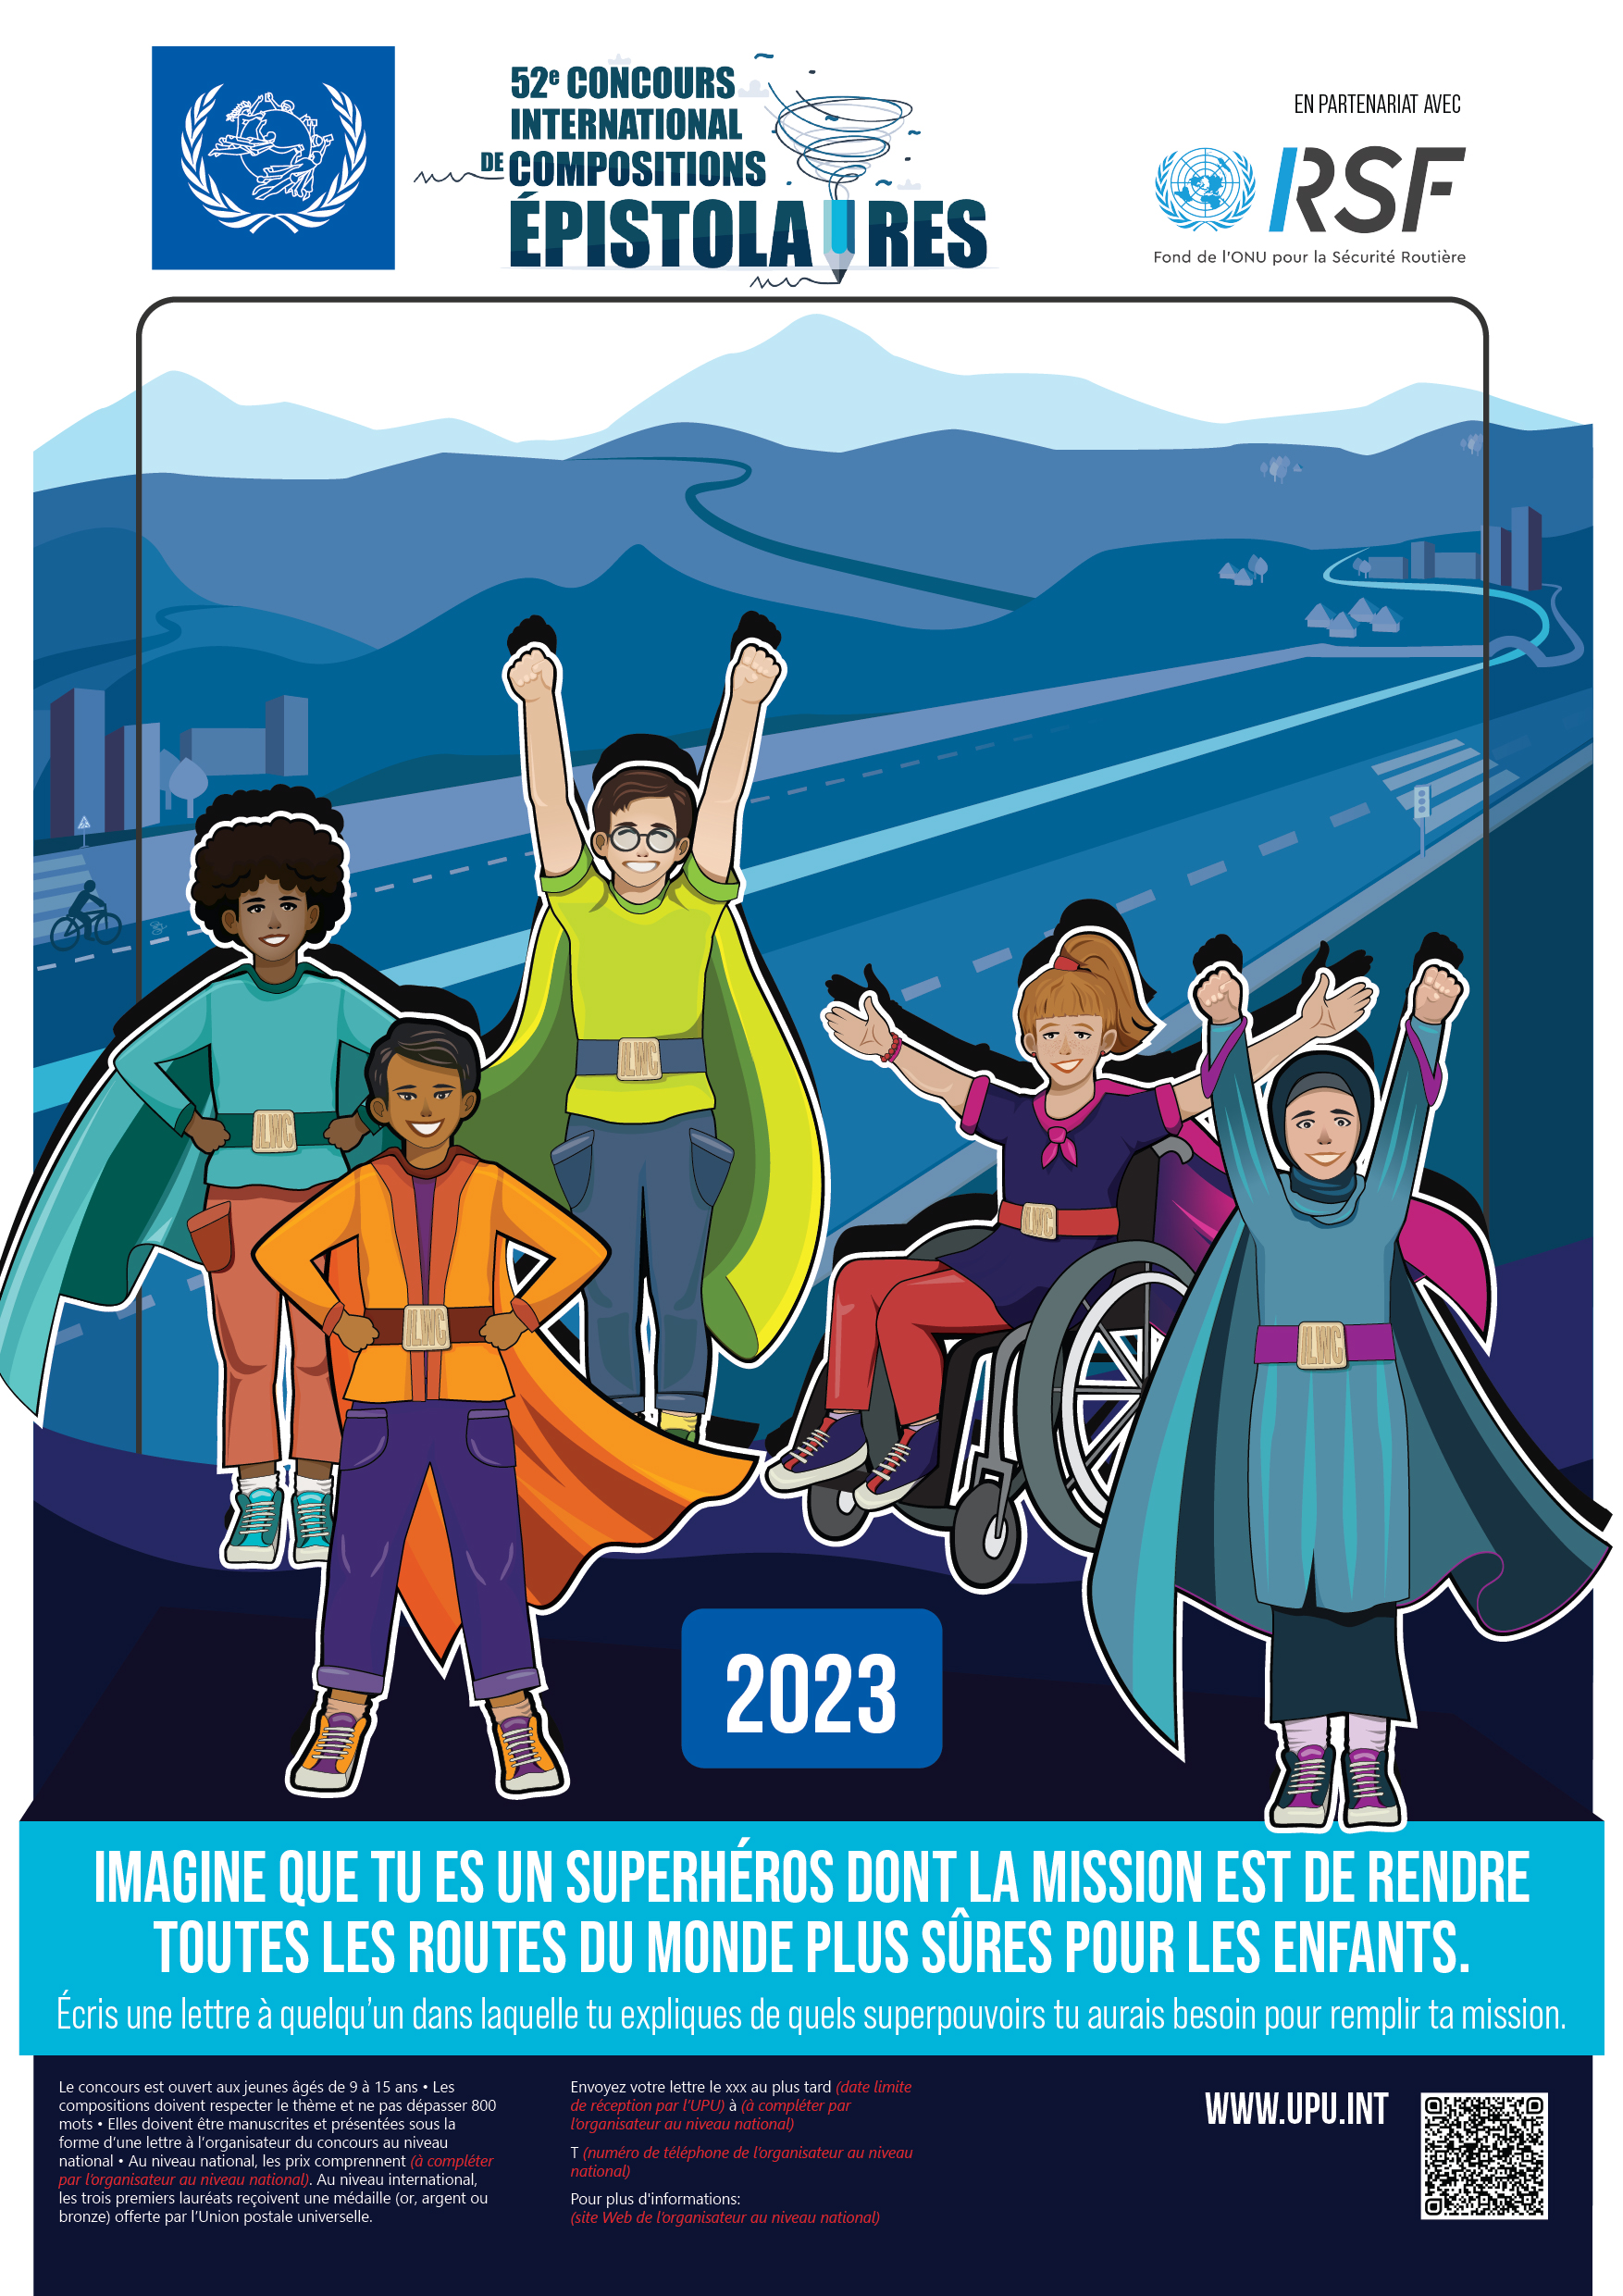 52e CONCOURS
INTERNATIONAL
DE COMPOSITIONS
ÉPISTOLAIRES
EN PARTENARIAT AVEC
RSF
Fond de l'ONU pour la Sécurité Routière
ILWC
ILWC
ILWC
ILWC
ILWC
2023
IMAGINE QUE TU ES UN SUPERHÉROS DONT LA MISSION EST DE RENDRE
TOUTES LES ROUTES DU MONDE PLUS SÛRES POUR LES ENFANTS.
Écris une lettre à quelqu'un dans laquelle tu expliques de quels superpouvoirs tu aurais besoin pour remplir ta mission.
Le concours est ouvert aux jeunes âgés de 9 à 15 ans • Les
compositions doivent respecter le thème et ne pas dépasser 800
mots • Elles doivent être manuscrites et présentées sous la
forme d'une lettre à l'organisateur du concours au niveau
national • Au niveau national, les prix comprennent (à compléter
par l'organisateur au niveau national). Au niveau international,
les trois premiers lauréats reçoivent une médaille (or, argent ou
bronze) offerte par l'Union postale universelle.
Envoyez votre lettre le xxx au plus tard (date limite
de réception par l'UPU) à (à compléter par
l'organisateur au niveau national)
T (numéro de téléphone de l'organisateur au niveau
national)
Pour plus d'informations:
(site Web de l'organisateur au niveau national)
WWW.UPU.INT